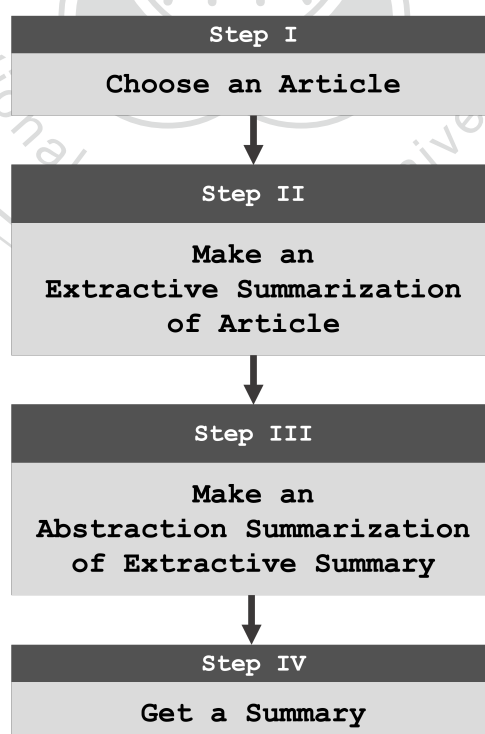 Step I
Choose an Article
Step II
Make an
Extractive Summarization
of Article
Step III
Make an
Abstraction Summarization
of Extractive Summary
Step IV
Get a Summary